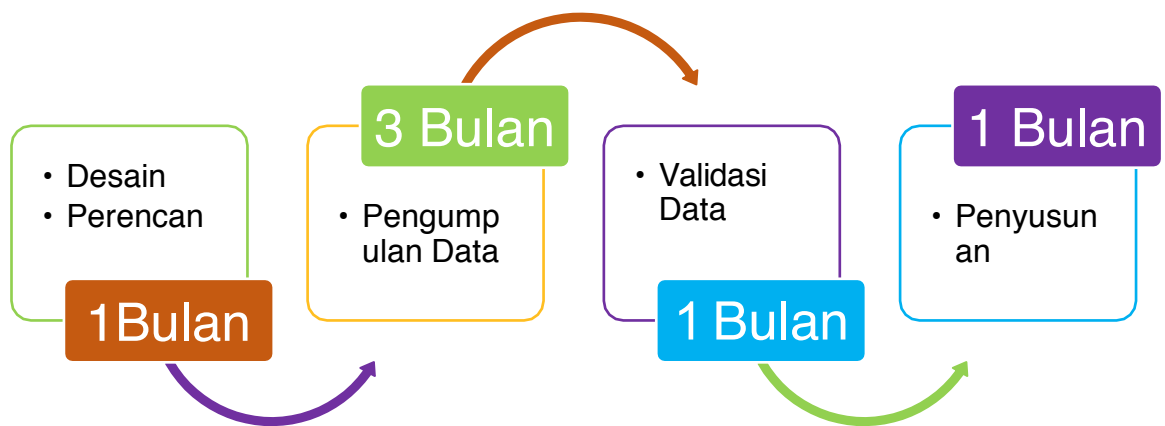 • Desain
• Perencan
1Bulan
3 Bulan
• Pengump
ulan Data
• Validasi
Data
1 Bulan
1 Bulan
• Penyusun
an